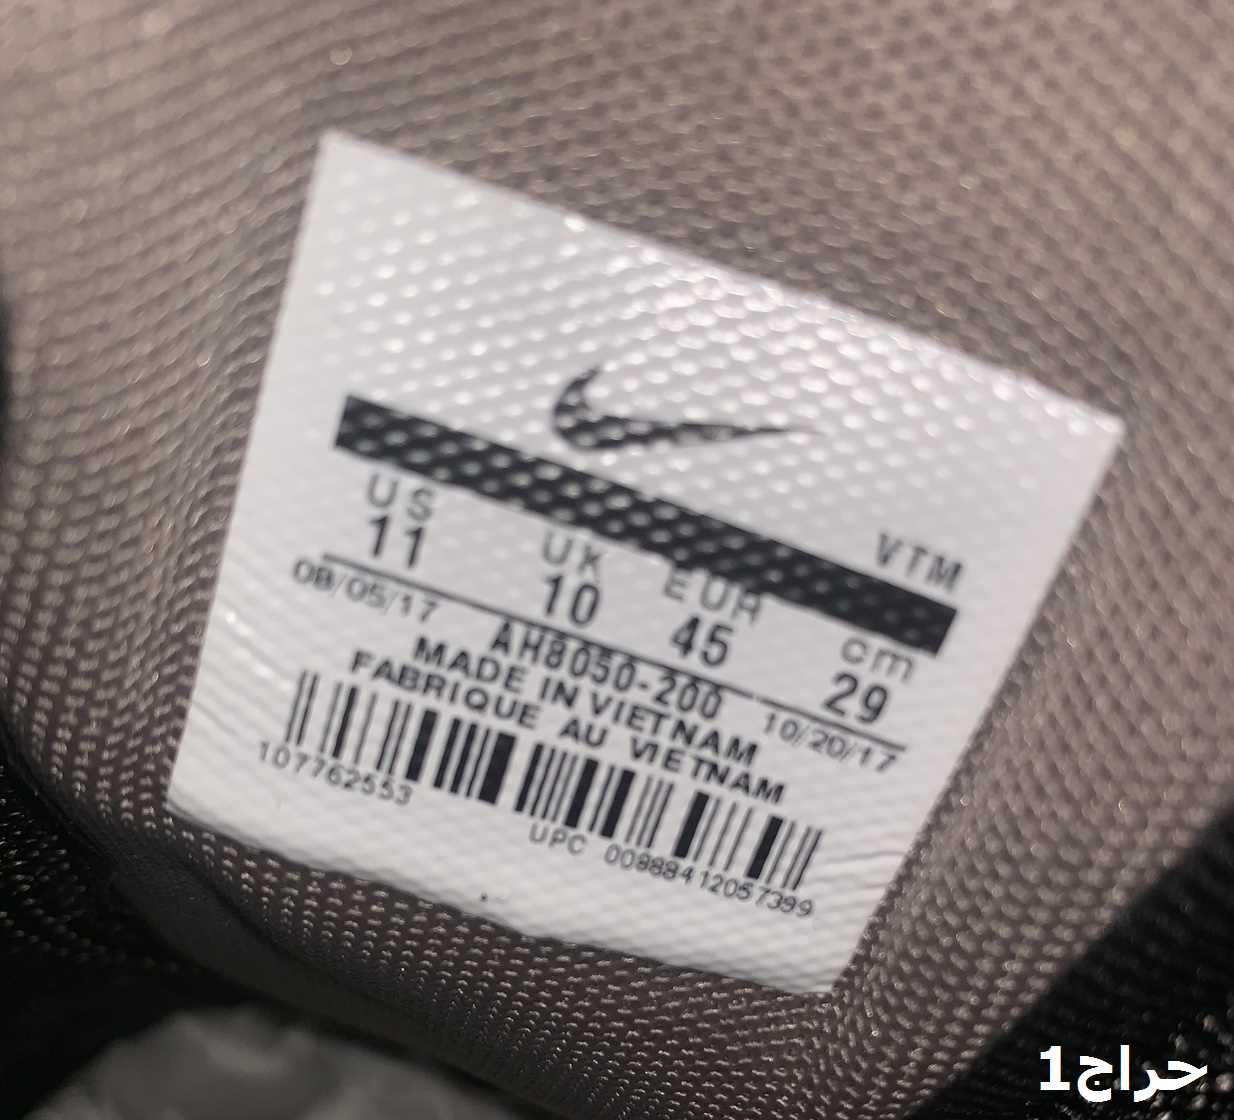 VTM
US UK EUR cm
11 10 45 29
08/05/17 AH8050-200 10/20/17
MADE IN VIETNAM
FABRIQUE AU VIETNAM
107762553
UPC 00888412057399
حراج1